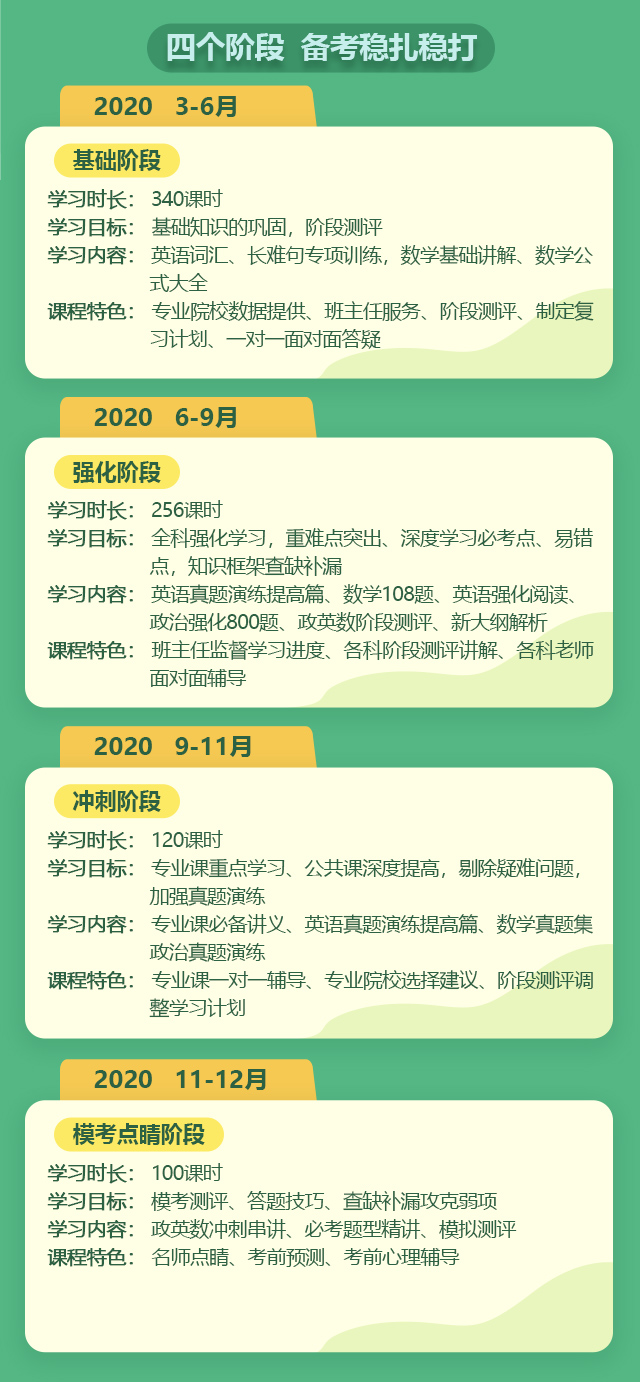 四个阶段 备考稳扎稳打
2020 3-6月
基础阶段
学习时长： 340课时
学习目标： 基础知识的巩固，阶段测评
学习内容： 英语词汇、长难句专项训练，数学基础讲解、数学公
式大全
课程特色： 专业院校数据提供、班主任服务、阶段测评、制定复
习计划、一对一面对面答疑
2020 6-9月
强化阶段
学习时长： 256课时
学习目标： 全科强化学习，重难点突出、深度学习必考点、易错
点，知识框架查缺补漏
学习内容： 英语真题演练提高篇、数学108题、英语强化阅读、
政治强化800题、政英数阶段测评、新大纲解析
课程特色： 班主任监督学习进度、各科阶段测评讲解、各科老师
面对面辅导
2020 9-11月
冲刺阶段
学习时长： 120课时
学习目标： 专业课重点学习、公共课深度提高，剔除疑难问题，
加强真题演练
学习内容： 专业课必备讲义、英语真题演练提高篇、数学真题集
政治真题演练
课程特色： 专业课一对一辅导、专业院校选择建议、阶段测评调
整学习计划
2020 11-12月
模考点睛阶段
学习时长： 100课时
学习目标： 模考测评、答题技巧、查缺补漏攻克弱项
学习内容： 政英数冲刺串讲、必考题型精讲、模拟测评
课程特色： 名师点睛、考前预测、考前心理辅导